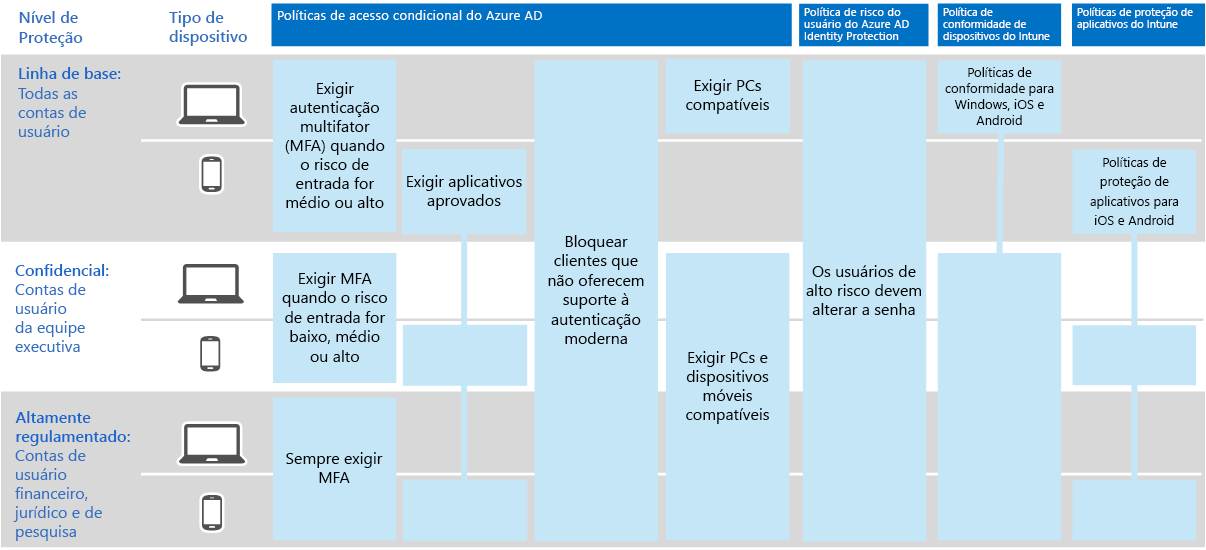 Nível de
Proteção
Tipo de
dispositivo
Políticas de acesso condicional do Azure AD
Política de risco do
usuário do Azure AD
Identity Protection
Política de
conformidade de
dispositivos do Intune
Políticas de proteção de
aplicativos do Intune
Linha de base:
Todas as
contas de
usuário
Exigir
autenticação
multifator
(MFA) quando
o risco de
entrada for
médio ou alto
Exigir aplicativos
aprovados
Bloquear
clientes que
não oferecem
suporte à
autenticação
moderna
Exigir PCs
compatíveis
Os usuários de
alto risco devem
alterar a senha
Políticas de
conformidade para
Windows, iOS e
Android
Políticas de
proteção de
aplicativos para
iOS e Android
Confidencial:
Contas de
usuário
da equipe
executiva
Exigir MFA
quando o risco
de entrada for
baixo, médio
ou alto
Exigir PCs e
dispositivos
móveis
compatíveis
Altamente
regulamentado:
Contas de
usuário
financeiro,
jurídico e de
pesquisa
Sempre exigir
MFA